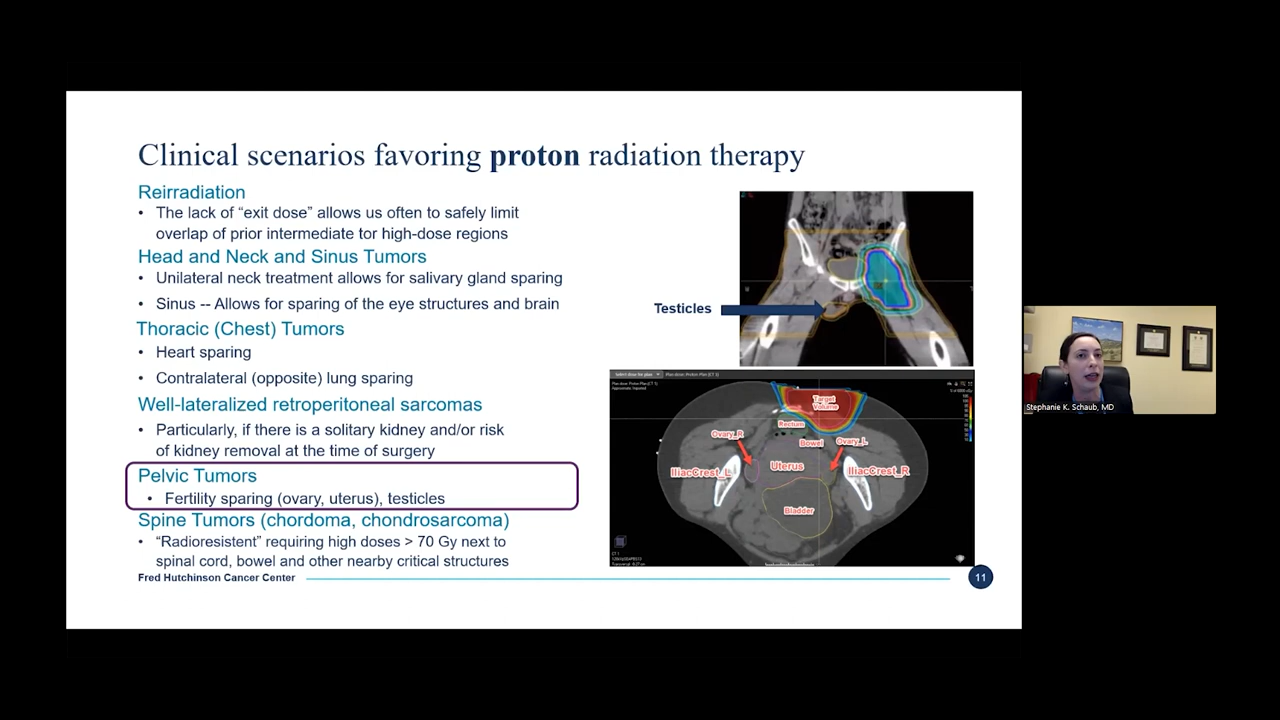 Clinical scenarios favoring proton radiation therapy
Reirradiation
• The lack of “exit dose” allows us often to safely limit
overlap of prior intermediate tor high-dose regions
Head and Neck and Sinus Tumors
• Unilateral neck treatment allows for salivary gland sparing
• Sinus -- Allows for sparing of the eye structures and brain
Thoracic (Chest) Tumors
• Heart sparing
• Contralateral (opposite) lung sparing
Well-lateralized retroperitoneal sarcomas
• Particularly, if there is a solitary kidney and/or risk
of kidney removal at the time of surgery
Pelvic Tumors
• Fertility sparing (ovary, uterus), testicles
Spine Tumors (chordoma, chondrosarcoma)
• “Radioresistent” requiring high doses > 70 Gy next to
spinal cord, bowel and other nearby critical structures
Fred Hutchinson Cancer Center
11
Testicles
Target
Volume
Rectum
Ovary_R
Bowel
Ovary_L
IliacCrest_L
Uterus
IliacCrest_R
Bladder
Stephanie K. Schaub, MD